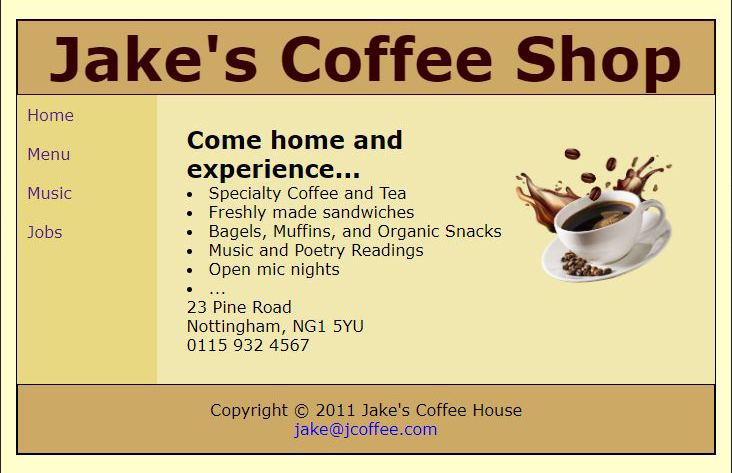 Jake's Coffee Shop
Home
Menu
Music
Jobs
Come home and
experience...
• Specialty Coffee and Tea
• Freshly made sandwiches
• Bagels, Muffins, and Organic Snacks
• Music and Poetry Readings
• Open mic nights
• ...
23 Pine Road
Nottingham, NG1 5YU
0115 932 4567
Copyright © 2011 Jake's Coffee House
jake@jcoffee.com